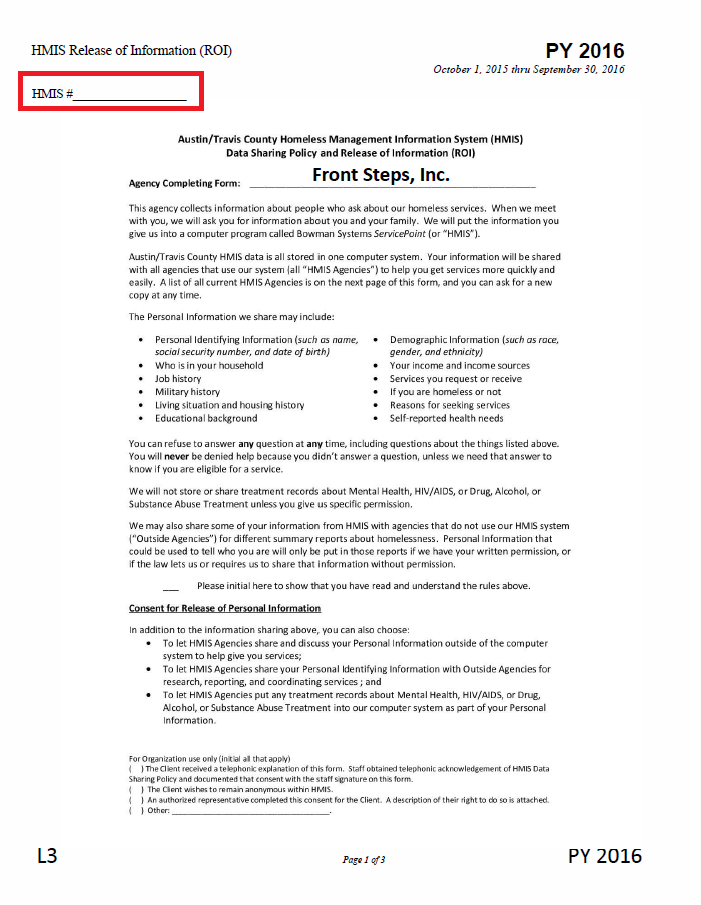 HMIS Release of Information (ROI)
PY 2016
October 1, 2015 thru September 30, 2016
HMIS #___________________
Austin/Travis County Homeless Management Information System (HMIS)
Data Sharing Policy and Release of Information (ROI)
Agency Completing Form: Front Steps, Inc.
This agency collects information about people who ask about our homeless services. When we meet
with you, we will ask you for information about you and your family. We will put the information you
give us into a computer program called Bowman Systems ServicePoint (or “HMIS”).
Austin/Travis County HMIS data is all stored in one computer system. Your information will be shared
with all agencies that use our system (all “HMIS Agencies”) to help you get services more quickly and
easily. A list of all current HMIS Agencies is on the next page of this form, and you can ask for a new
copy at any time.
The Personal Information we share may include:
• Personal Identifying Information (such as name,
social security number, and date of birth)
• Who is in your household
• Job history
• Military history
• Living situation and housing history
• Educational background
• Demographic Information (such as race,
gender, and ethnicity)
• Your income and income sources
• Services you request or receive
• If you are homeless or not
• Reasons for seeking services
• Self-reported health needs
You can refuse to answer any question at any time, including questions about the things listed above.
You will never be denied help because you didn’t answer a question, unless we need that answer to
know if you are eligible for a service.
We will not store or share treatment records about Mental Health, HIV/AIDS, or Drug, Alcohol, or
Substance Abuse Treatment unless you give us specific permission.
We may also share some of your information from HMIS with agencies that do not use our HMIS system
(“Outside Agencies”) for different summary reports about homelessness. Personal Information that
could be used to tell who you are will only be put in those reports if we have your written permission, or
if the law lets us or requires us to share that information without permission.
___ Please initial here to show that you have read and understand the rules above.
Consent for Release of Personal Information
In addition to the information sharing above, you can also choose:
• To let HMIS Agencies share and discuss your Personal Information outside of the computer
system to help give you services;
• To let HMIS Agencies share your Personal Identifying Information with Outside Agencies for
research, reporting, and coordinating services ; and
• To let HMIS Agencies put any treatment records about Mental Health, HIV/AIDS, or Drug,
Alcohol, or Substance Abuse Treatment into our computer system as part of your Personal
Information.
For Organization use only (initial all that apply)
( ) The Client received a telephonic explanation of this form. Staff obtained telephonic acknowledgement of HMIS Data
Sharing Policy and documented that consent with the staff signature on this form.
( ) The Client wishes to remain anonymous within HMIS.
( ) An authorized representative completed this consent for the Client. A description of their right to do so is attached.
( ) Other: ___________________________________.
L3
Page 1 of 3
PY 2016